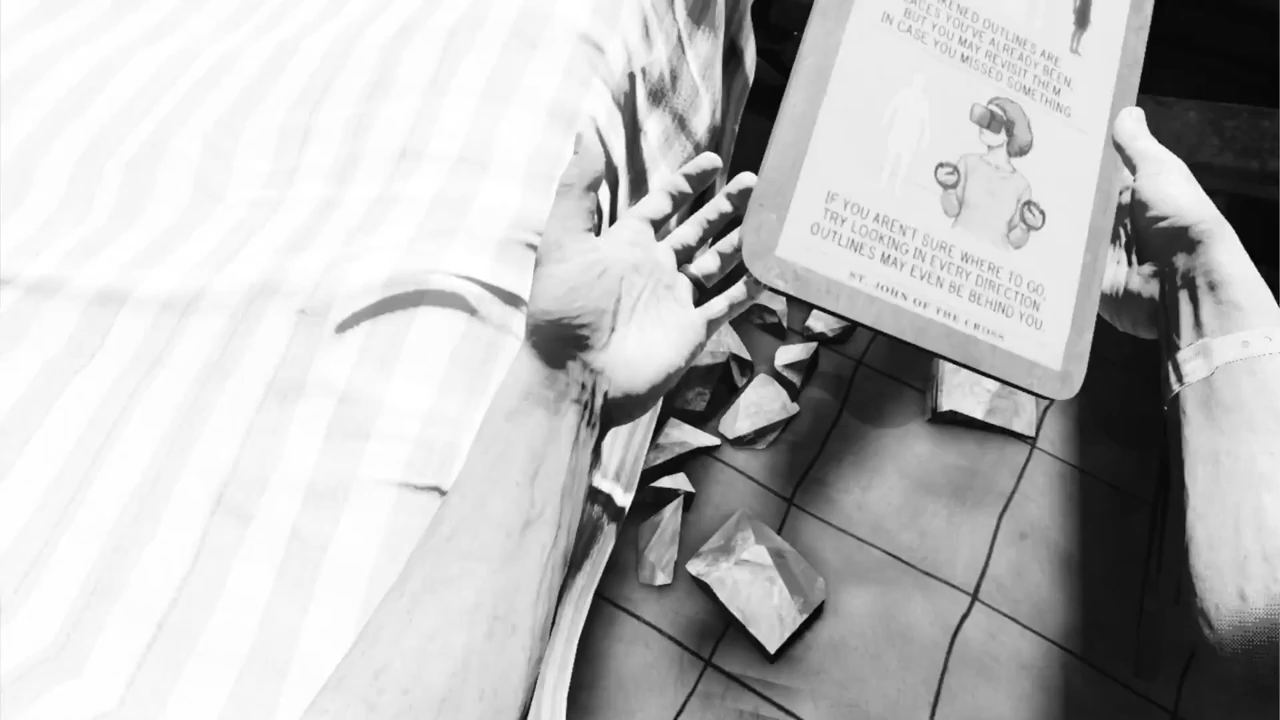 OUTLINES ARE
YOU'VE ALREADY BEEN,
BUT YOU MAY REVISIT THEM
IN CASE YOU MISSED SOMETHING
IF YOU AREN'T SURE WHERE TO GO,
TRY LOOKING IN EVERY DIRECTION,
OUTLINES MAY EVEN BE BEHIND YOU.
ST. JOHN OF THE CROSS